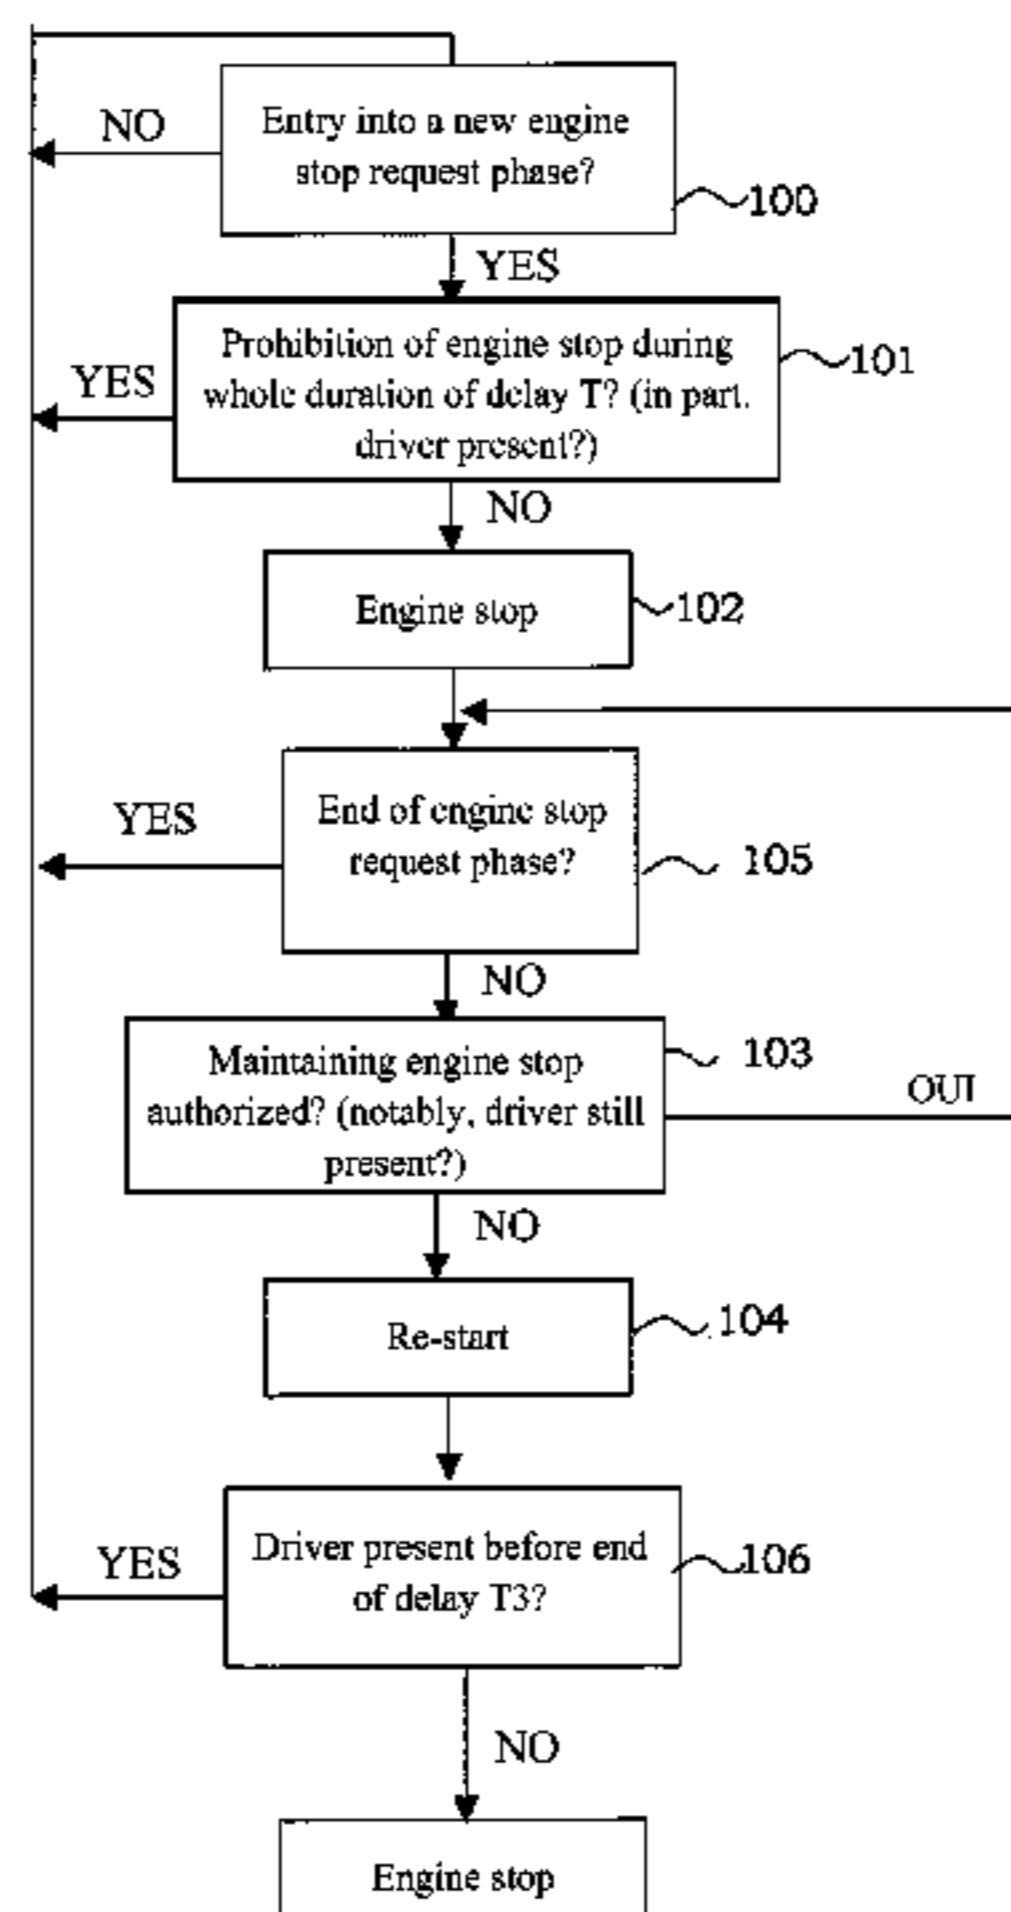 Entry into a new engine
stop request phase?
NO
100
YES
Prohibition of engine stop during
whole duration of delay T? (in part.
driver present?)
101
YES
NO
Engine stop
102
End of engine stop
request phase?
YES
105
NO
Maintaining engine stop
authorized? (notably, driver still
present?)
103
OUI
NO
Re-start
104
Driver present before end
of delay T3?
106
YES
NO
Engine stop